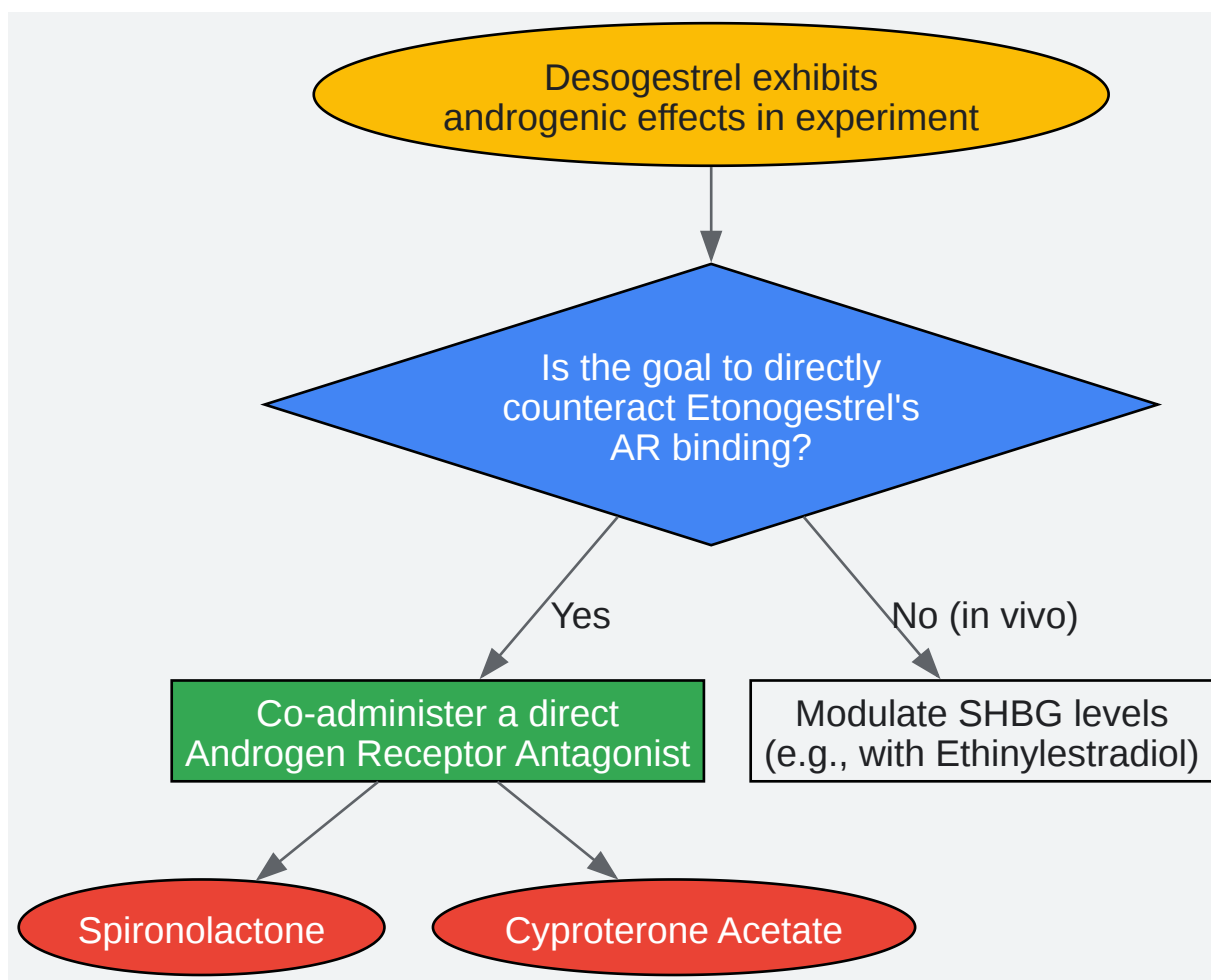 Desogestrel exhibits
androgenic effects in experiment
Is the goal to directly
counteract Etonogestrel's
AR binding?
Yes
No (in vivo)
Co-administer a direct
Androgen Receptor Antagonist
Modulate SHBG levels
(e.g., with Ethinylestradiol)
Spironolactone
Cyproterone Acetate